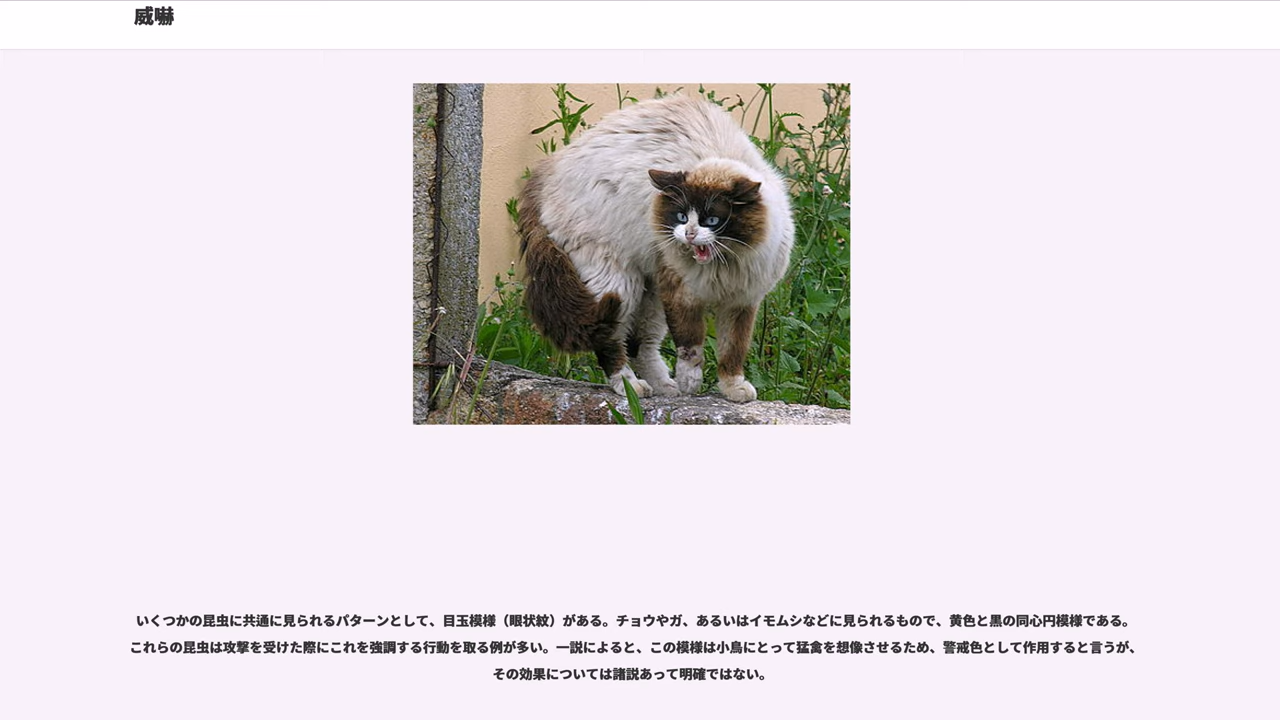 威嚇
いくつかの昆虫に共通に見られるパターンとして、目玉模様（眼状紋）がある。チョウやガ、あるいはイモムシなどに見られるもので、黄色と黒の同心円模様である。
これらの昆虫は攻撃を受けた際にこれを強調する行動を取る例が多い。一説によると、この模様は小鳥にとって猛禽を想像させるため、警戒色として作用すると言うが、
その効果については諸説あって明確ではない。